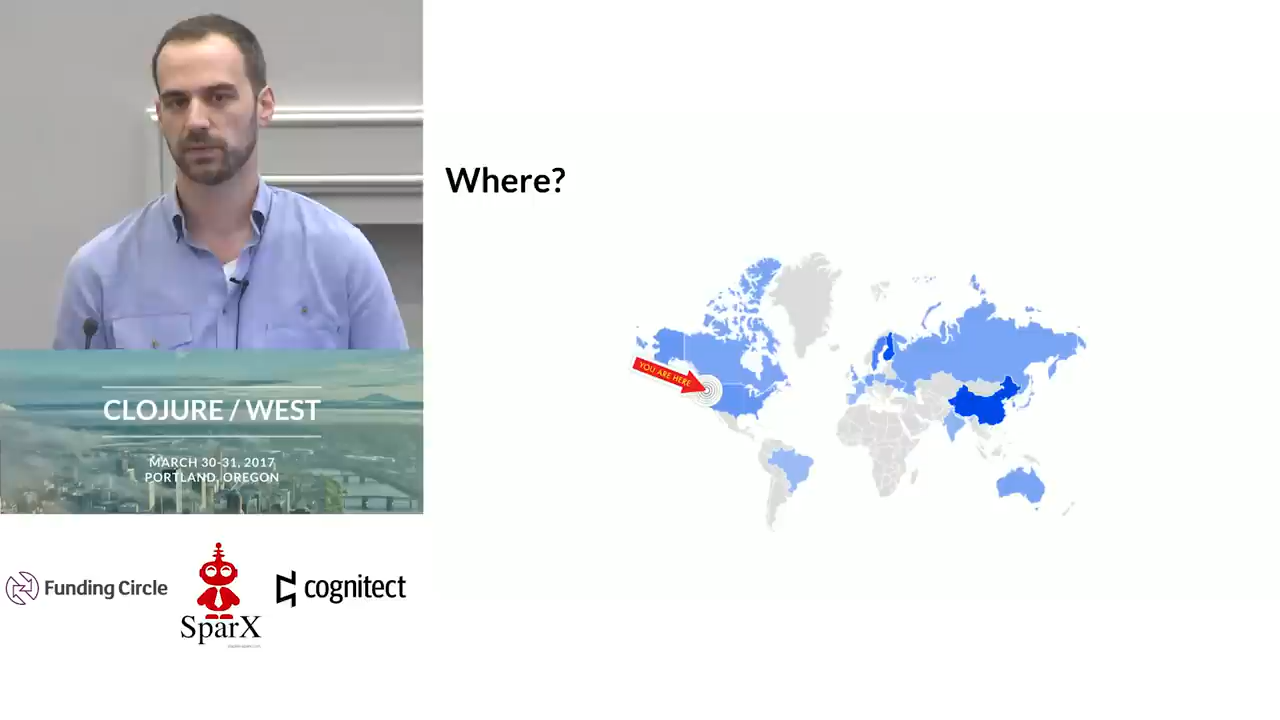 Where?
YOU ARE HERE
CLOJURE / WEST
MARCH 30-31, 2017
PORTLAND, OREGON
Funding Circle
SparX
cognitect